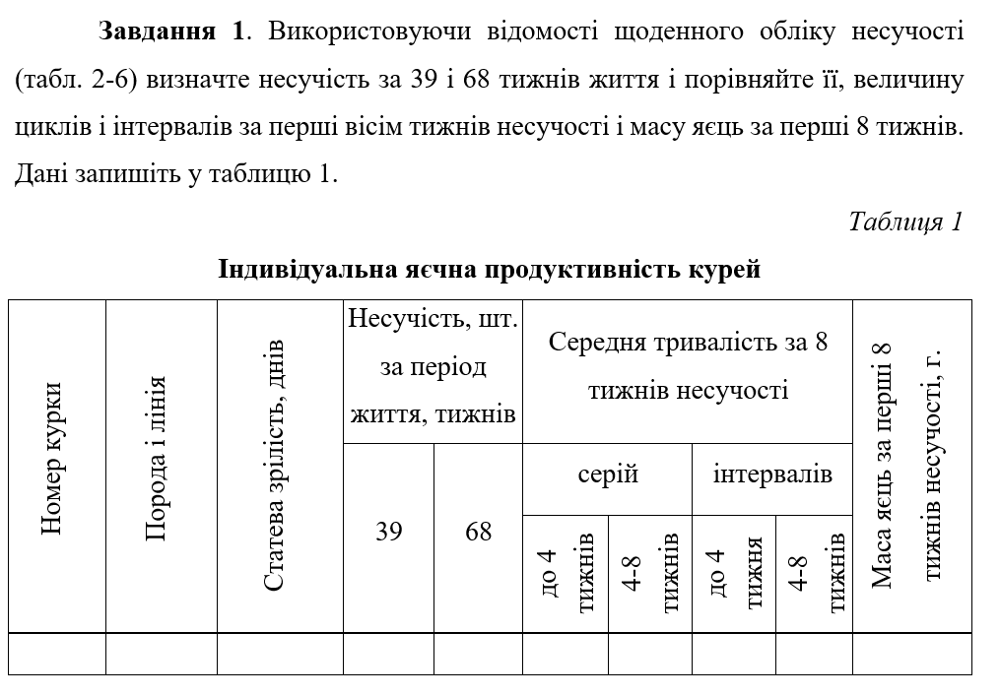 Завдання 1. Використовуючи відомості щоденного обліку несучості
(табл. 2-6) визначте несучість за 39 і 68 тижнів життя і порівняйте її, величину
циклів і інтервалів за перші вісім тижнів несучості і масу яєць за перші 8 тижнів.
Дані запишіть у таблицю 1.
Таблиця 1
Індивідуальна яєчна продуктивність курей
Номер курки
Порода і лінія
Статева зрілість, днів
Несучість, шт.
за період
життя, тижнів
39
68
Середня тривалість за 8
тижнів несучості
серій
інтервалів
до 4
тижнів
4-8
тижнів
до 4
тижня
4-8
тижнів
Маса яєць за перші 8
тижнів несучості, г.